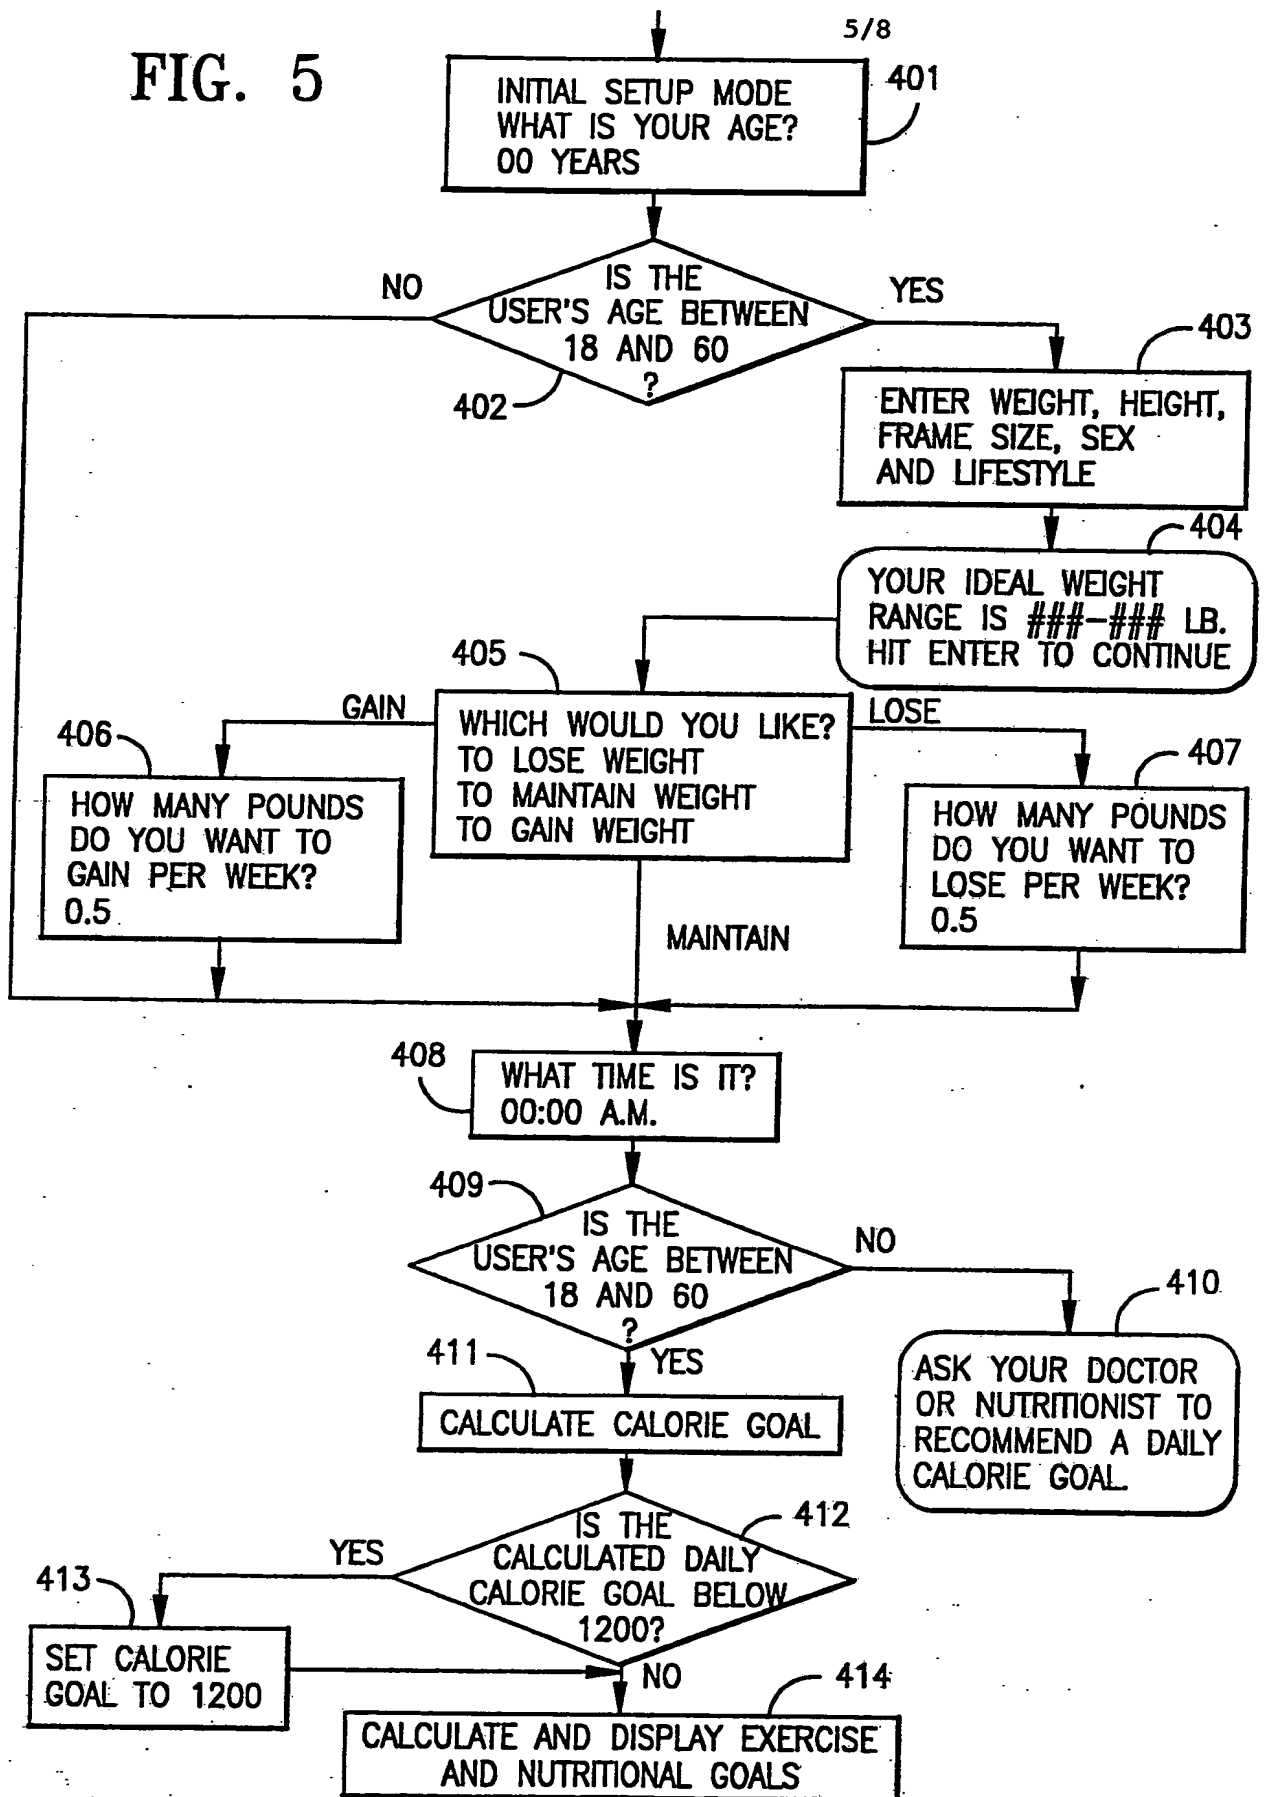 5/8
FIG. 5
401
INITIAL SETUP MODE
WHAT IS YOUR AGE?
00 YEARS
NO
YES
IS THE
USER'S AGE BETWEEN
18 AND 60
?
402
403
ENTER WEIGHT, HEIGHT,
FRAME SIZE, SEX
AND LIFESTYLE
404
YOUR IDEAL WEIGHT
RANGE IS ###-### LB.
HIT ENTER TO CONTINUE
405
GAIN
LOSE
WHICH WOULD YOU LIKE?
TO LOSE WEIGHT
TO MAINTAIN WEIGHT
TO GAIN WEIGHT
406
HOW MANY POUNDS
DO YOU WANT TO
GAIN PER WEEK?
0.5
407
HOW MANY POUNDS
DO YOU WANT TO
LOSE PER WEEK?
0.5
MAINTAIN
408
WHAT TIME IS IT?
00:00 A.M.
409
IS THE
USER'S AGE BETWEEN
18 AND 60
?
NO
410
ASK YOUR DOCTOR
OR NUTRITIONIST TO
RECOMMEND A DAILY
CALORIE GOAL.
YES
411
CALCULATE CALORIE GOAL
412
IS THE
CALCULATED DAILY
CALORIE GOAL BELOW
1200?
YES
413
SET CALORIE
GOAL TO 1200
NO
414
CALCULATE AND DISPLAY EXERCISE
AND NUTRITIONAL GOALS